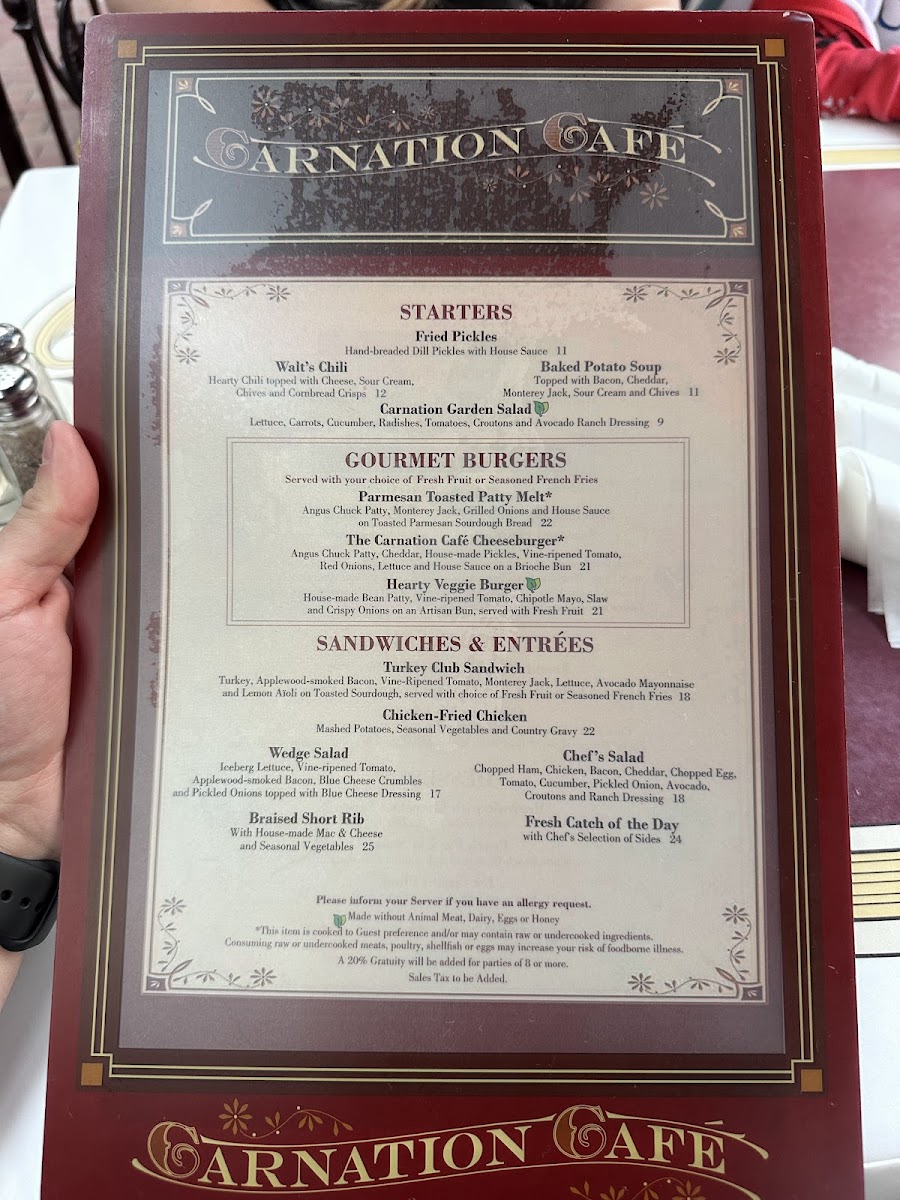 CARNATION CAFÉ
STARTERS
Fried Pickles
Hand-breaded Dill Pickles with House Sauce 11
Walt's Chili
Hearty Chili topped with Cheese, Sour Cream,
Chives and Cornbread Crisps 12
Baked Potato Soup
Topped with Bacon, Cheddar,
Monterey Jack, Sour Cream and Chives 11
Carnation Garden Salad
Lettuce, Carrots, Cucumber, Radishes, Tomatoes, Croutons and Avocado Ranch Dressing 9
GOURMET BURGERS
Served with your choice of Fresh Fruit or Seasoned French Fries
Parmesan Toasted Patty Melt*
Angus Chuck Patty, Monterey Jack, Grilled Onions and House Sauce
on Toasted Parmesan Sourdough Bread 22
The Carnation Café Cheeseburger*
Angus Chuck Patty, Cheddar, House-made Pickles, Vine-ripened Tomato,
Red Onions, Lettuce and House Sauce on a Brioche Bun 21
Hearty Veggie Burger
House-made Bean Patty, Vine-ripened Tomato, Chipotle Mayo, Slaw
and Crispy Onions on an Artisan Bun, served with Fresh Fruit 21
SANDWICHES & ENTRÉES
Turkey Club Sandwich
Turkey, Applewood-smoked Bacon, Vine-Ripened Tomato, Monterey Jack, Lettuce, Avocado Mayonnaise
and Lemon Aïoli on Toasted Sourdough, served with choice of Fresh Fruit or Seasoned French Fries 18
Chicken-Fried Chicken
Mashed Potatoes, Seasonal Vegetables and Country Gravy 22
Wedge Salad
Iceberg Lettuce, Vine-ripened Tomato,
Applewood-smoked Bacon, Blue Cheese Crumbles
and Pickled Onions topped with Blue Cheese Dressing 17
Chef's Salad
Chopped Ham, Chicken, Bacon, Cheddar, Chopped Egg,
Tomato, Cucumber, Pickled Onion, Avocado,
Croutons and Ranch Dressing 18
Braised Short Rib
With House-made Mac & Cheese
and Seasonal Vegetables 25
Fresh Catch of the Day
with Chef's Selection of Sides 24
Please inform your Server if you have an allergy request.
Made without Animal Meat, Dairy, Eggs or Honey
*This item is cooked to Guest preference and/or may contain raw or undercooked ingredients.
Consuming raw or undercooked meats, poultry, shellfish or eggs may increase your risk of foodborne illness.
A 20% Gratuity will be added for parties of 8 or more.
Sales Tax to be Added.
CARNATION CAFÉ